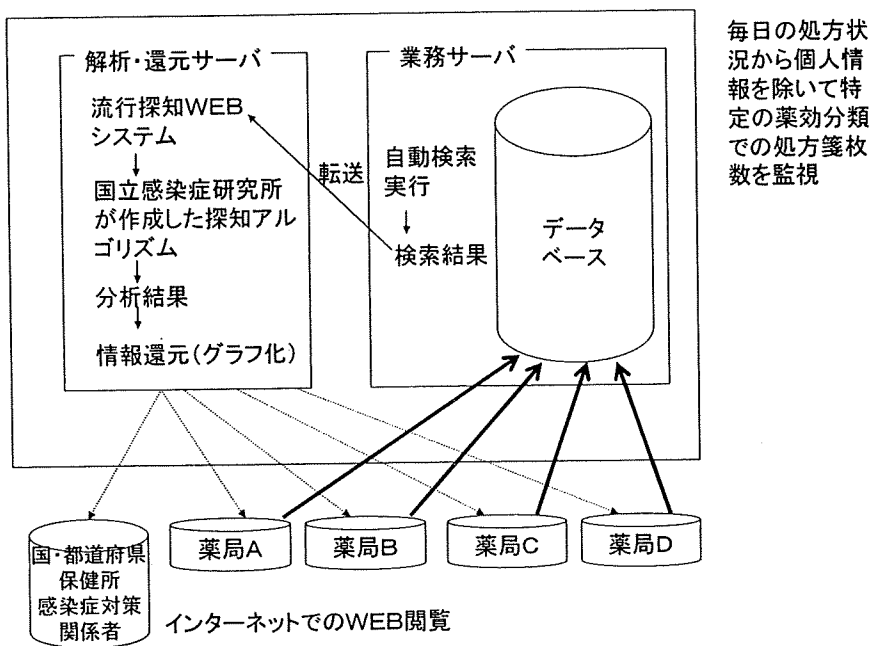 解析・還元サーバ
流行探知WEB
システム
国立感染症研究所
が作成した探知アル
ゴリズム
分析結果
情報還元(グラフ化)
転送
業務サーバ
自動検索
実行
検索結果
データ
ベース
毎日の処方状
況から個人情
報を除いて特
定の薬効分類
での処方箋枚
数を監視
国・都道府県
保健所
感染症対策
関係者
薬局A
薬局B
薬局C
薬局D
インターネットでのWEB閲覧